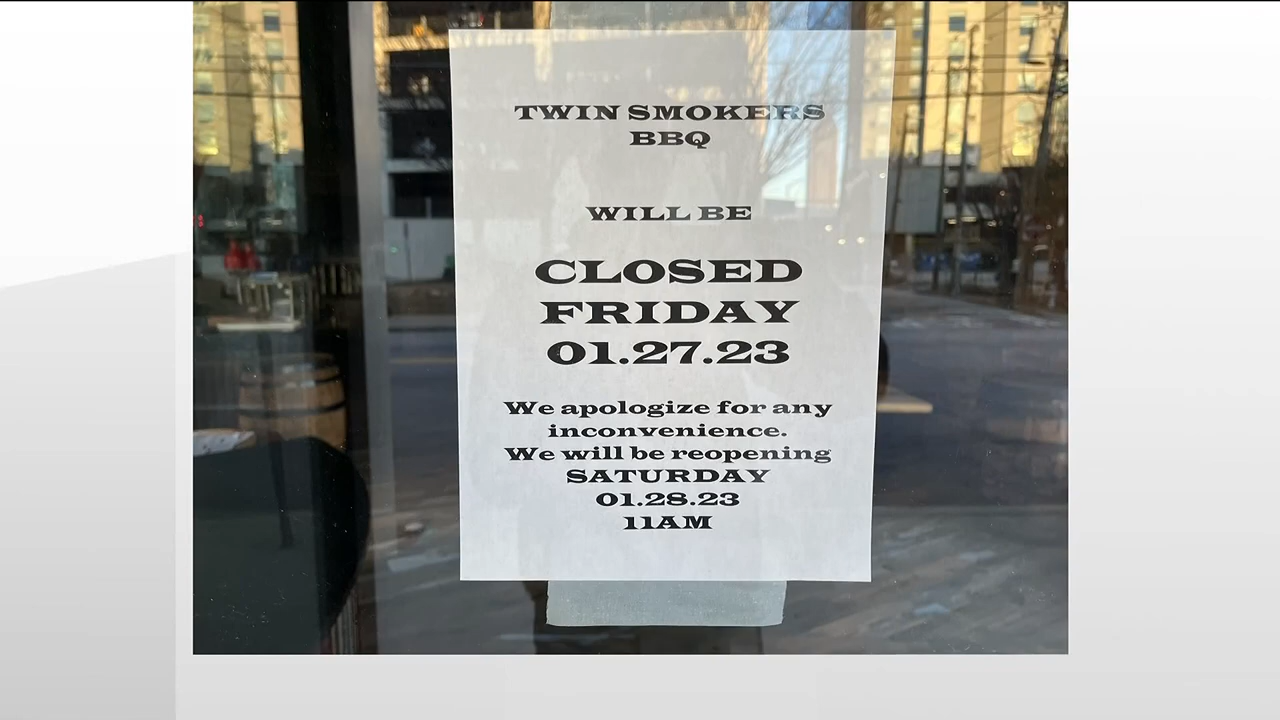 TWIN SMOKERS
BBQ
WILL BE
CLOSED
FRIDAY
01.27.23
We apologize for any
inconvenience.
We will be reopening
SATURDAY
01.28.23
11AM